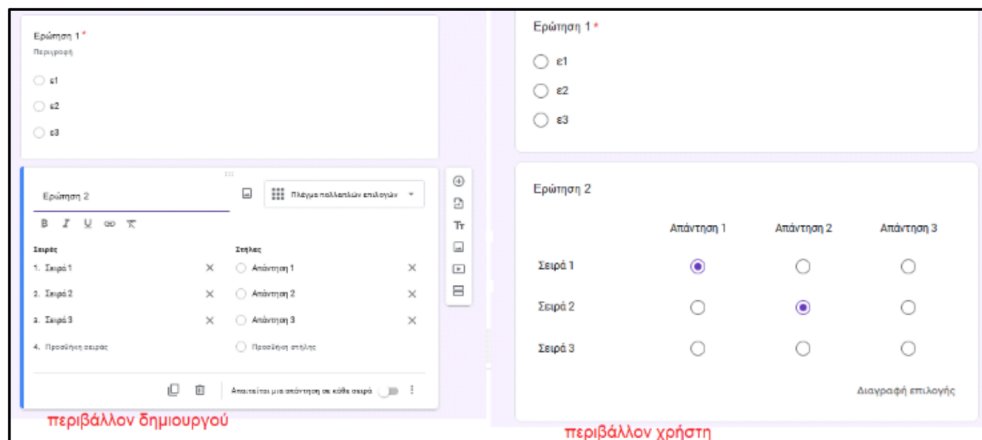 Ερώτηση 1 *
Περιγραφή
ε1
ε2
ε3
Ερώτηση 2
Πλέγμα πολλαπλών επιλογών
B I U
Σειρές Στήλες
1. Σειρά 1 Απάντηση 1
2. Σειρά 2 Απάντηση 2
3. Σειρά 3 Απάντηση 3
4. Προσθήκη σειράς Προσθήκη στήλης
Απαιτείται μια απάντηση σε κάθε σειρά
Tт
περιβάλλον δημιουργού
Ερώτηση 1 *
ε1
ε2
ε3
Ερώτηση 2
Απάντηση 1 Απάντηση 2 Απάντηση 3
Σειρά 1
Σειρά 2
Σειρά 3
Διαγραφή επιλογής
περιβάλλον χρήστη